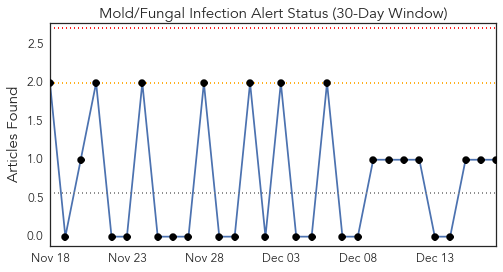 Mold/Fungal Infection Alert Status (30-Day Window)
Articles Found
2.5
2.0
1.5
1.0
0.5
0.0
Nov 18 Nov 23 Nov 28 Dec 03 Dec 08 Dec 13